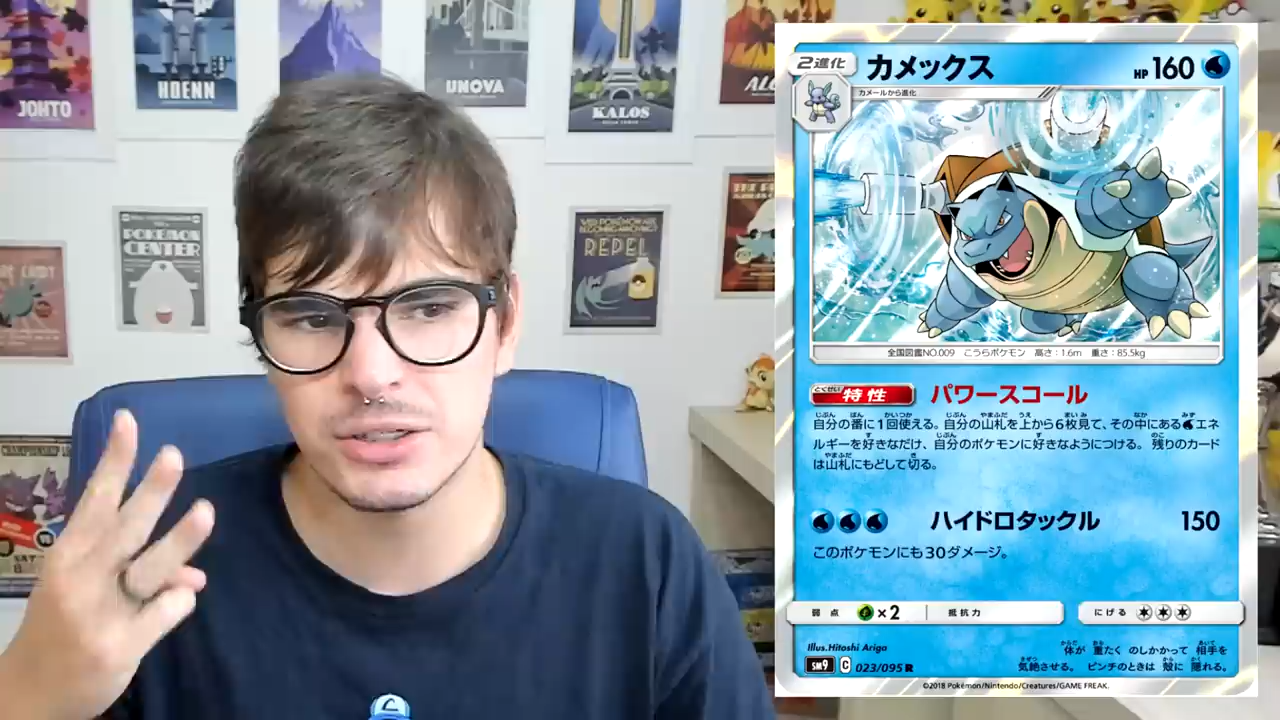 JOHTO
HOENN
UNOVA
KALOS
POKÉMON
CENTER
REPEL
CHAMPIONSHIP
2進化
カメックス
HP 160
カメールから進化
全国図鑑NO.009 こうらポケモン 高さ：1.6m 重さ：85.5kg
特性 パワースコール
自分の番に1回使える。自分の山札を上から6枚見て、その中にあるエネ
ルギーを好きなだけ、自分のポケモンに好きなようにつける。残りのカード
は山札にもどして切る。
ハイドロタックル 150
このポケモンにも30ダメージ。
弱点 ×2 抵抗力 にげる
Illus.Hitoshi Ariga
SM9 C 023/095 R
体が 重たく のしかかって 相手を
気絶させる。 ピンチのときは 殻に 隠れる。
©2018 Pokémon/Nintendo/Creatures/GAME FREAK.